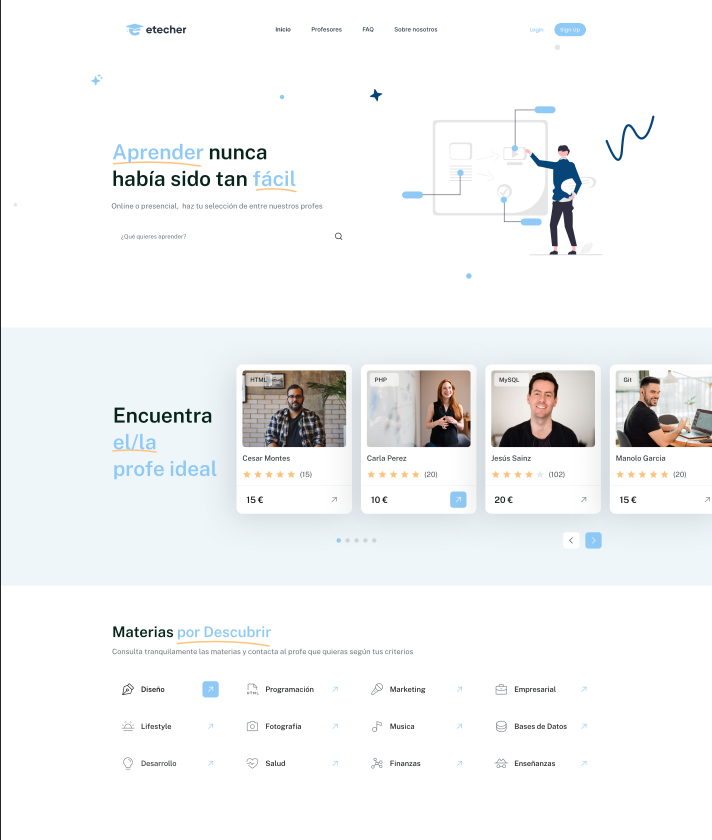 etecher
Inicio
Profesores
FAQ
Sobre nosotros
Login
Sign Up
Aprender nunca
había sido tan fácil
Online o presencial, haz tu selección de entre nuestros profes
¿Qué quieres aprender?
Encuentra
el/la
profe ideal
HTML
Cesar Montes
(15)
15 €
PHP
Carla Perez
(20)
10 €
MySQL
Jesús Sainz
(102)
20 €
Git
Manolo Garcia
(20)
15 €
Materias por Descubrir
Consulta tranquilamente las materias y contacta al profe que quieras según tus criterios
Diseño
HTML
Programación
Marketing
Empresarial
Lifestyle
Fotografía
Musica
Bases de Datos
Desarrollo
Salud
Finanzas
Enseñanzas